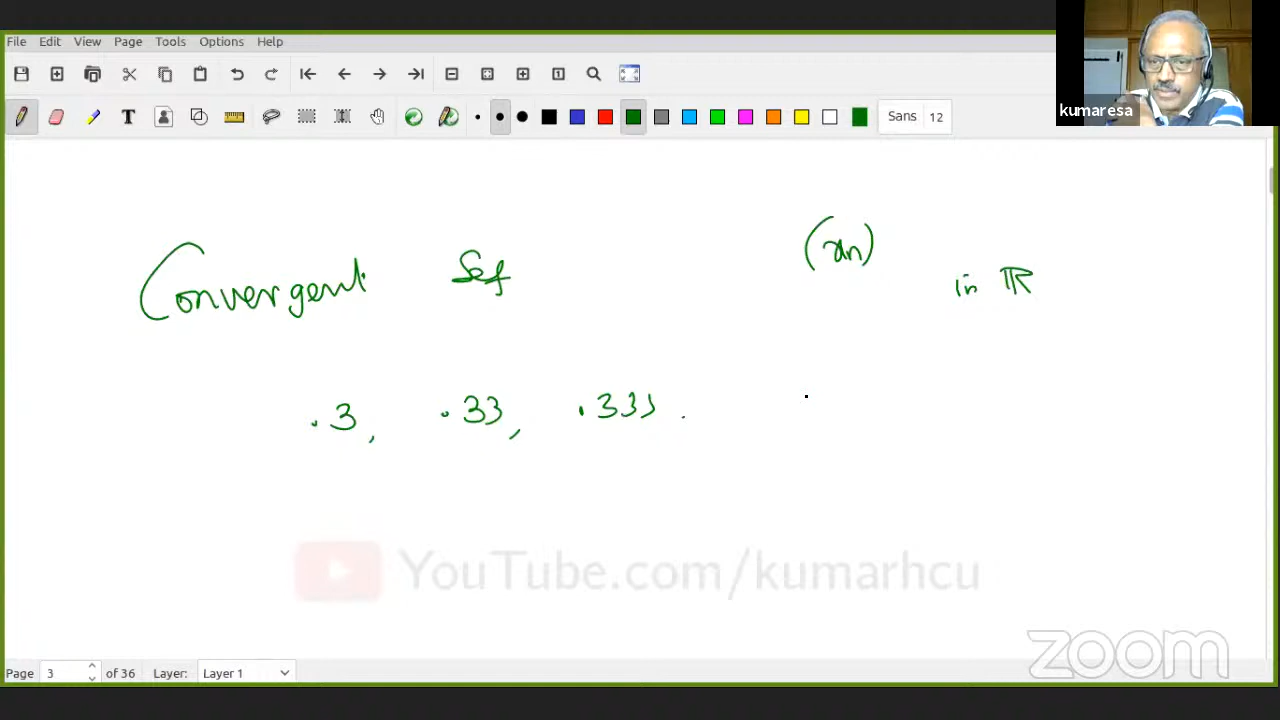 File Edit View Page Tools Options Help
kumaresa
Sans 12
(xn)
Convergent Seq
in ℝ
.3, .33, .333 .
YouTube.com/kumarhcu
zoom
Page 3 of 36 Layer: Layer 1